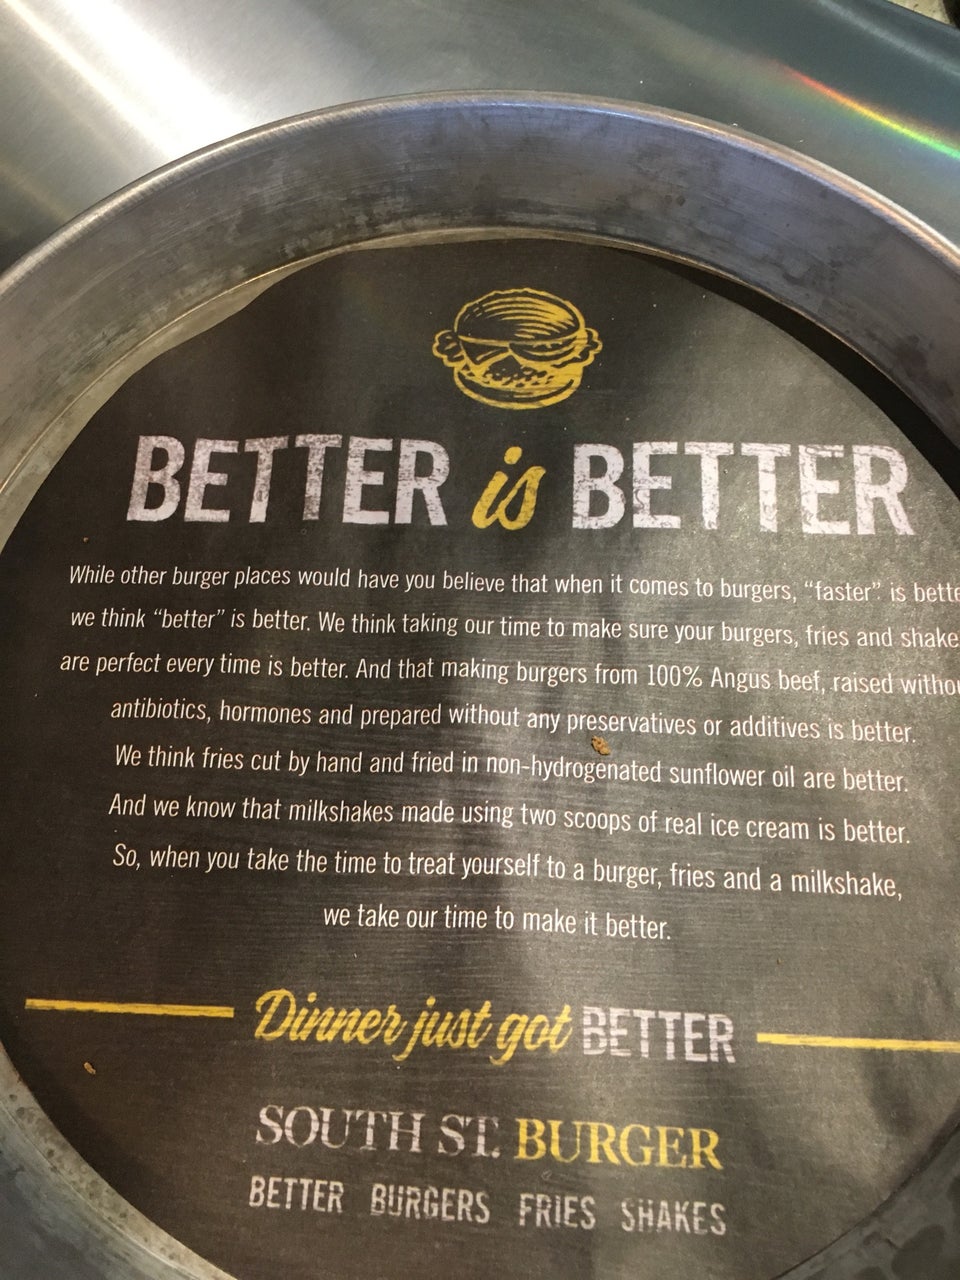 BETTER is BETTER
While other burger places would have you believe that when it comes to burgers, “faster” is bette
we think “better” is better. We think taking our time to make sure your burgers, fries and shake
are perfect every time is better. And that making burgers from 100% Angus beef, raised withou
antibiotics, hormones and prepared without any preservatives or additives is better.
We think fries cut by hand and fried in non-hydrogenated sunflower oil are better.
And we know that milkshakes made using two scoops of real ice cream is better.
So, when you take the time to treat yourself to a burger, fries and a milkshake,
we take our time to make it better.
Dinner just got BETTER
SOUTH ST. BURGER
BETTER BURGERS FRIES SHAKES